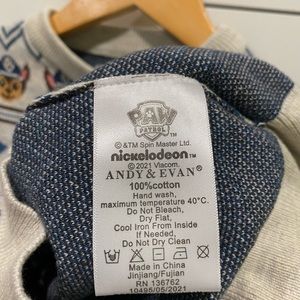 PAW
PATROL™
© &TM Spin Master Ltd.
nickelodeon™
© 2021 Viacom.
ANDY & EVAN®
100%cotton
Hand wash,
maximum temperature 40°C.
Do Not Bleach,
Dry Flat,
Cool Iron From Inside
If Needed,
Do Not Dry Clean
Made in China
Jinjiang/Fujian
RN 136762
10495/05/2021